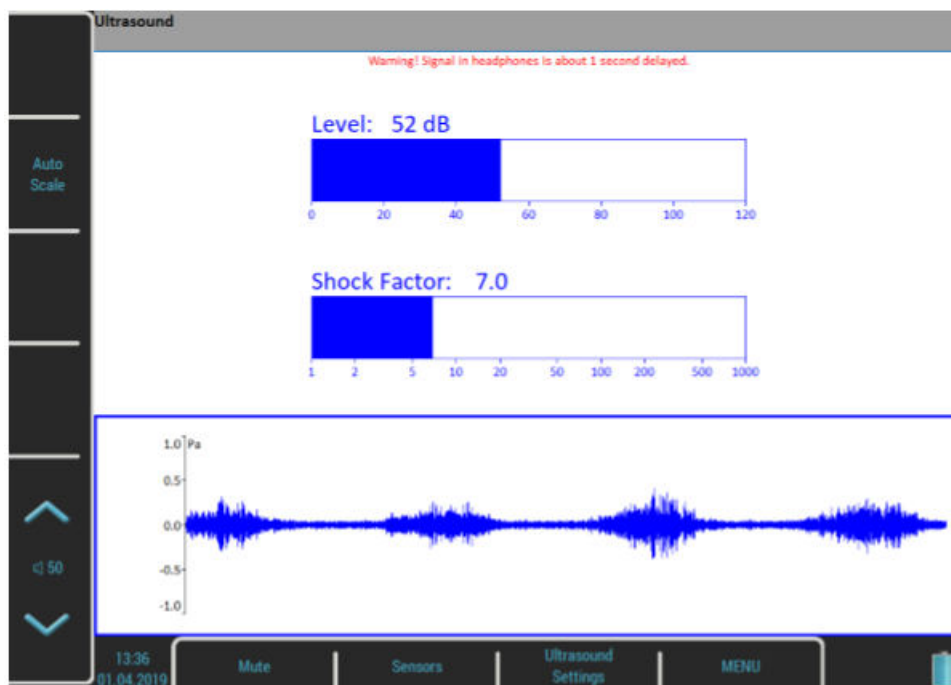 Ultrasound
Warning! Signal in headphones is about 1 second delayed.
Level: 52 dB
0 20 40 60 80 100 120
Auto
Scale
Shock Factor: 7.0
1 2 5 10 20 50 100 200 500 1000
1.0 Pa
0.5
0.0
-0.5
-1.0
50
13:36
01.04.2019
Mute
Sensors
Ultrasound
Settings
MENU